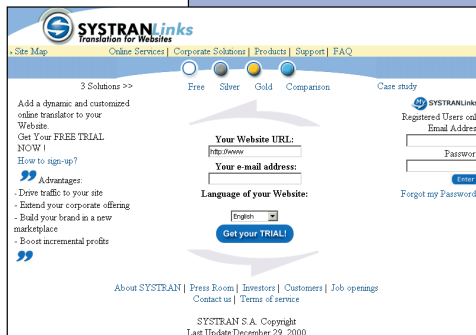 SYSTRANLinks
Translation for Websites
Site Map Online Services | Corporate Solutions | Products | Support | FAQ
3 Solutions >> Free Silver Gold Comparison Case study
Add a dynamic and customized
online translator to your
Website.
Get Your FREE TRIAL
NOW !
How to sign-up?
Advantages:
- Drive traffic to your site
- Extend your corporate offering
- Build your brand in a new
marketplace
- Boost incremental profits
Your Website URL:
http://www
Your e-mail address:
Language of your Website:
English
Get your TRIAL!
My SYSTRANLinks
Registered Users onl
Email Addres
Passwor
Enter
Forgot my Password
About SYSTRAN | Press Room | Investors | Customers | Job openings
Contact us | Terms of service
SYSTRAN S.A. Copyright
Last Update:December 29, 2000